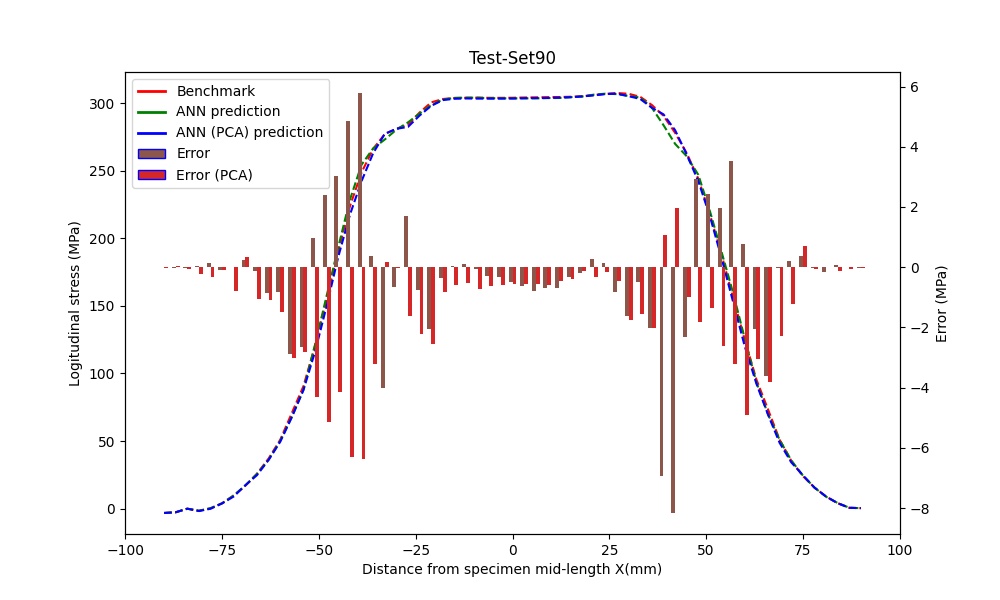 Test-Set90
Benchmark
ANN prediction
ANN (PCA) prediction
Error
Error (PCA)
Logitudinal stress (MPa)
300
250
200
150
100
50
0
6
4
2
0
−2
−4
−6
−8
Error (MPa)
−100 −75 −50 −25 0 25 50 75 100
Distance from specimen mid-length X(mm)